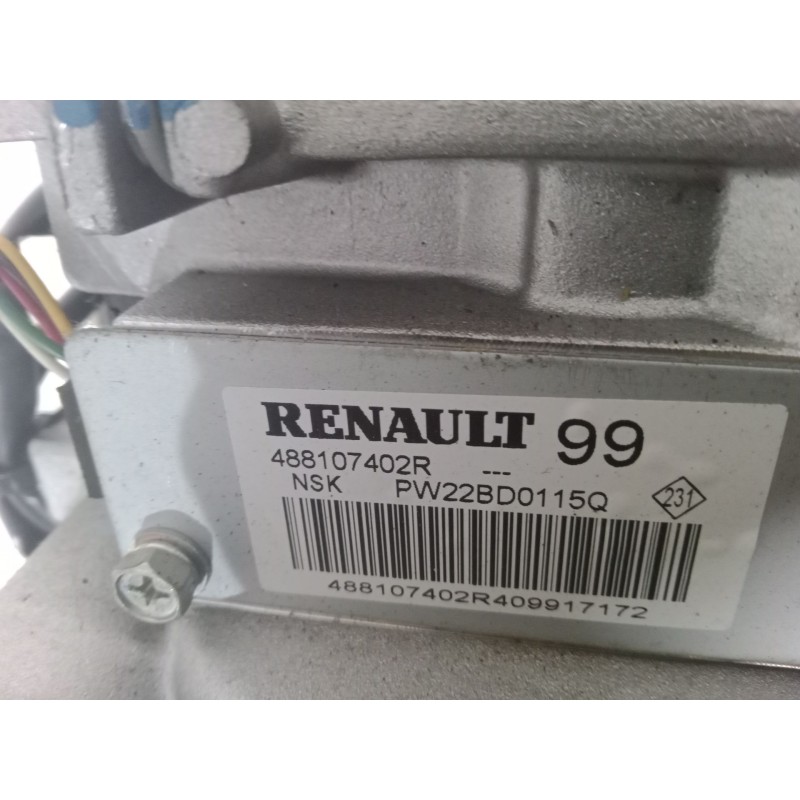 RENAULT 99
488107402R ---
NSK PW22BD0115Q 231
488107402R409917172